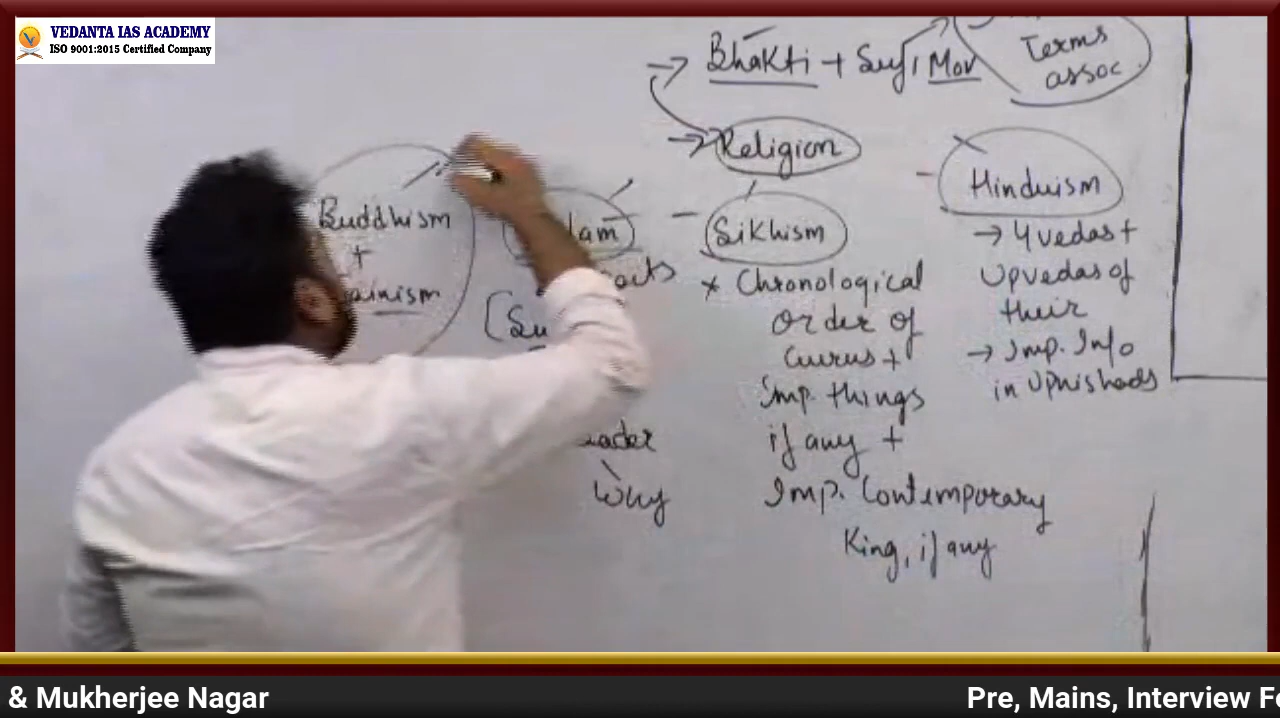 VEDANTA IAS ACADEMY
ISO 9001:2015 Certified Company
Terms
assoc.
→ Bhakti + Sufi Mov
→ Religion
Buddhism
+
Jainism
Sikhism
* Chronological
order of
Gurus +
Imp. things
if any +
Imp. Contemporary
King, if any
- Hinduism
→ 4 vedas +
Upvedas of
their
→ Imp. Info
in Upnishads
Why
& Mukherjee Nagar
Pre, Mains, Interview